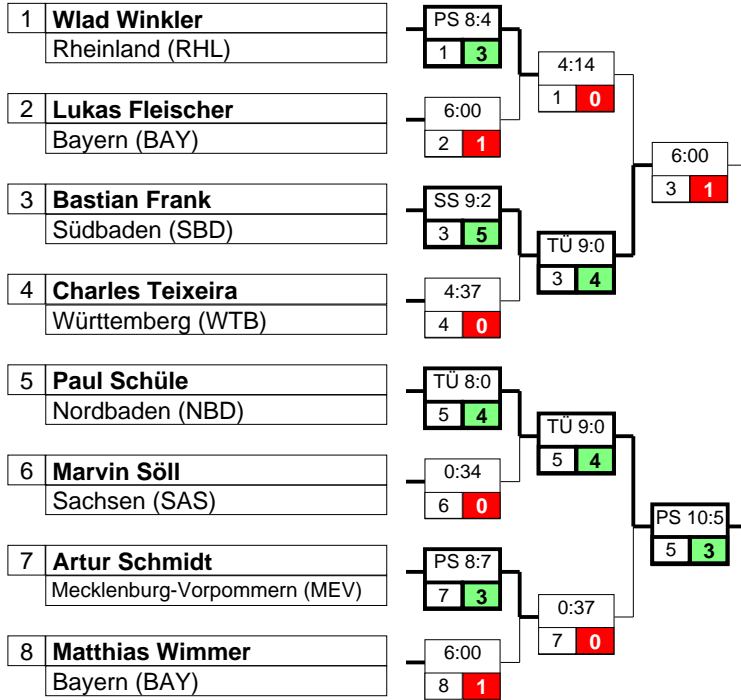 1 Wlad Winkler
Rheinland (RHL)
2 Lukas Fleischer
Bayern (BAY)
3 Bastian Frank
Südbaden (SBD)
4 Charles Teixeira
Württemberg (WTB)
5 Paul Schüle
Nordbaden (NBD)
6 Marvin Söll
Sachsen (SAS)
7 Artur Schmidt
Mecklenburg-Vorpommern (MEV)
8 Matthias Wimmer
Bayern (BAY)
PS 8:4
1 3
6:00
2 1
SS 9:2
3 5
4:37
4 0
TÜ 8:0
5 4
0:34
6 0
PS 8:7
7 3
6:00
8 1
4:14
1 0
TÜ 9:0
3 4
TÜ 9:0
5 4
0:37
7 0
6:00
3 1
PS 10:5
5 3